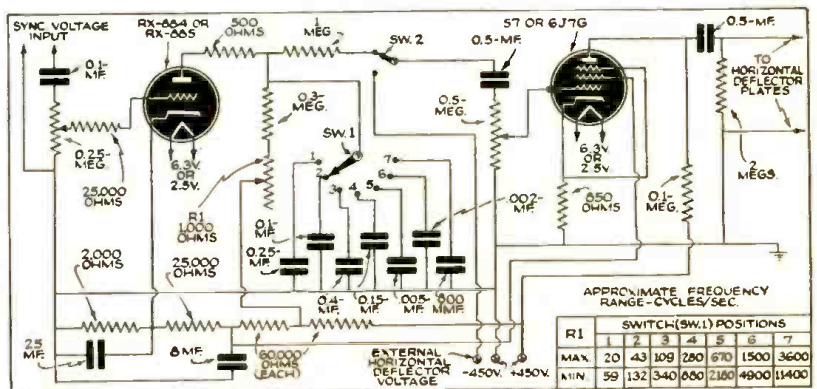 SYNC VOLTAGE
INPUT
0.1-
MF.
0.25-
MEG.
25,000
OHMS
RX-884 OR
RX-885
6.3V.
OR
2.5V.
500
OHMS
1
MEG.
SW.2
0.3-
MEG.
SW.1
1
2
3
4
5
6
7
R1
1,000
OHMS
0.1-
MF.
0.25-
MF.
0.4-
MF.
0.15-
MF.
.005-
MF.
800
MMF.
.002-
MF.
0.5-MF.
0.5-
MEG.
57 OR 6J7G
6.3V.
OR
2.5V.
850
OHMS
0.1-
MEG.
0.5-MF.
TO
HORIZONTAL
DEFLECTOR
PLATES
2
MEGS.
2,000
OHMS
25,000
OHMS
25
MF.
8 MF.
60,000
OHMS
(EACH)
EXTERNAL
HORIZONTAL
DEFLECTOR
VOLTAGE
-450V.
+450V.
APPROXIMATE FREQUENCY
RANGE-CYCLES/SEC.
R1 SWITCH (SW.1) POSITIONS
1 2 3 4 5 6 7
MAX. 20 43 109 280 670 1500 3600
MIN. 59 132 340 880 2180 4900 11400